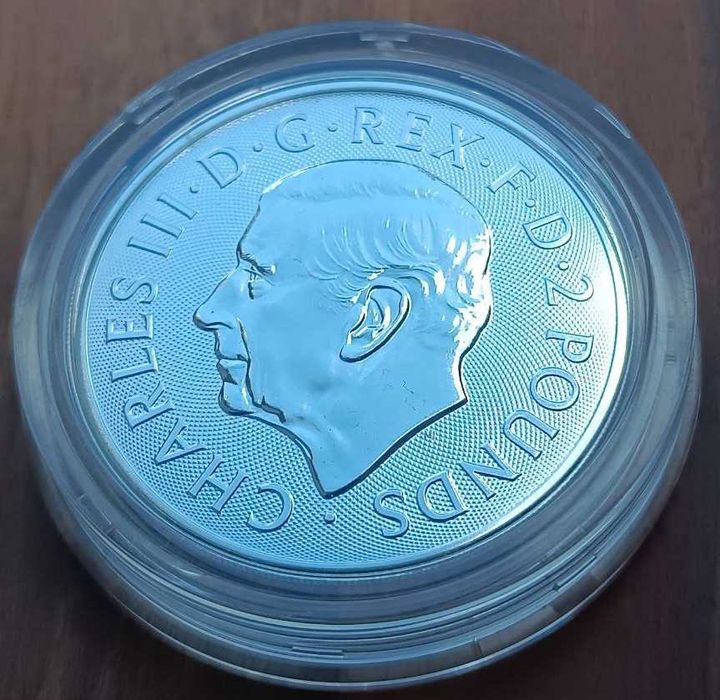 CHARLES III · D · G · REX · F · D · 2 POUNDS ·